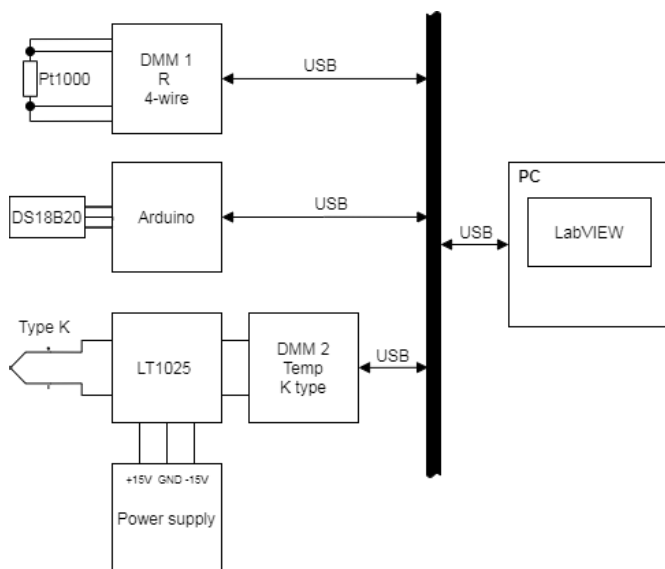 Pt1000
DMM 1
R
4-wire
USB
DS18B20
Arduino
USB
Type K
LT1025
DMM 2
Temp
K type
USB
+15V GND -15V
Power supply
USB
PC
LabVIEW